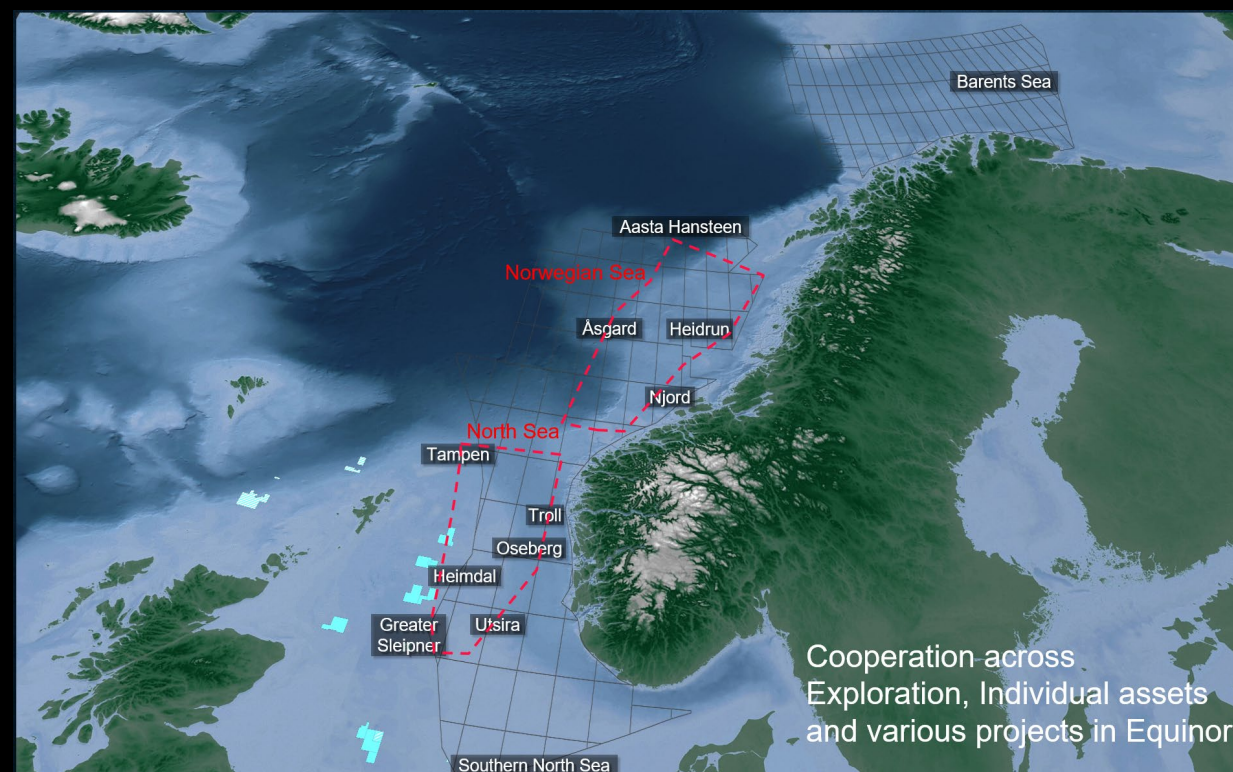 Barents Sea
Aasta Hansteen
Norwegian Sea
Åsgard
Heidrun
Njord
North Sea
Tampen
Troll
Oseberg
Heimdal
Greater
Sleipner
Utsira
Cooperation across
Exploration, Individual assets
and various projects in Equinor
Southern North Sea